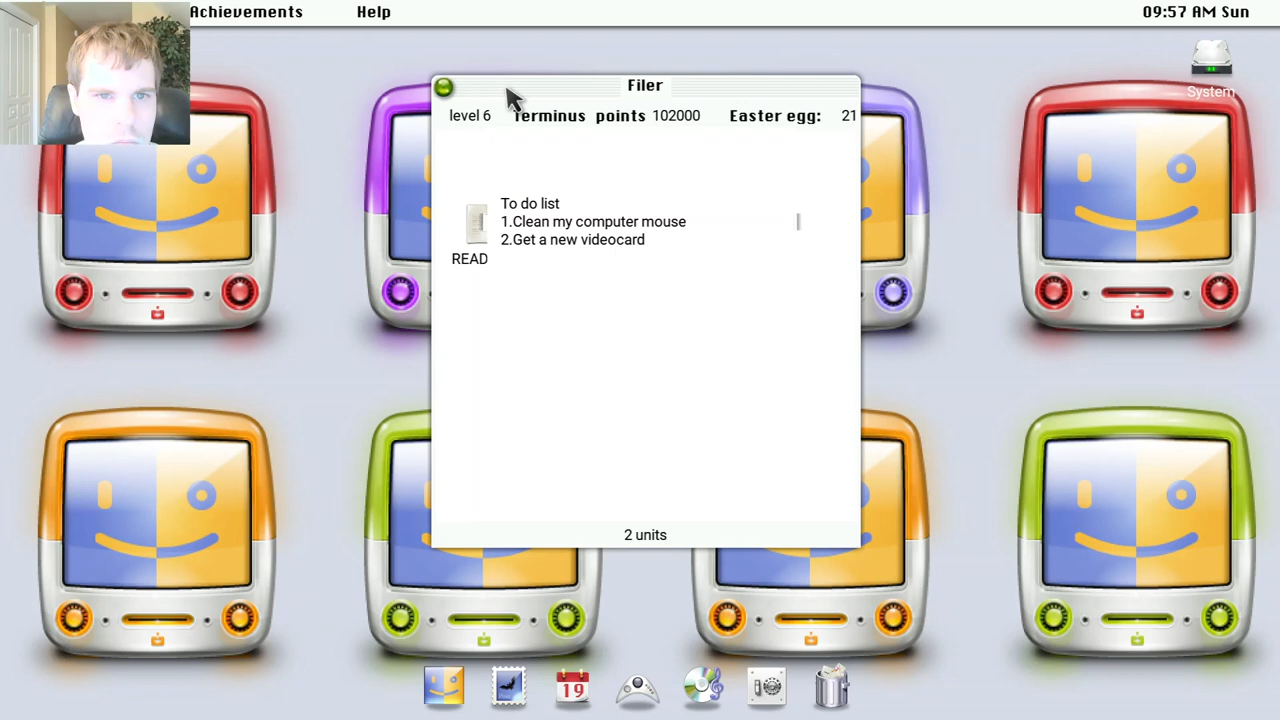 Achievements Help 09:57 AM Sun
System
Filer
level 6 Terminus points 102000 Easter egg: 21
To do list
1.Clean my computer mouse
2.Get a new videocard
READ
2 units
19